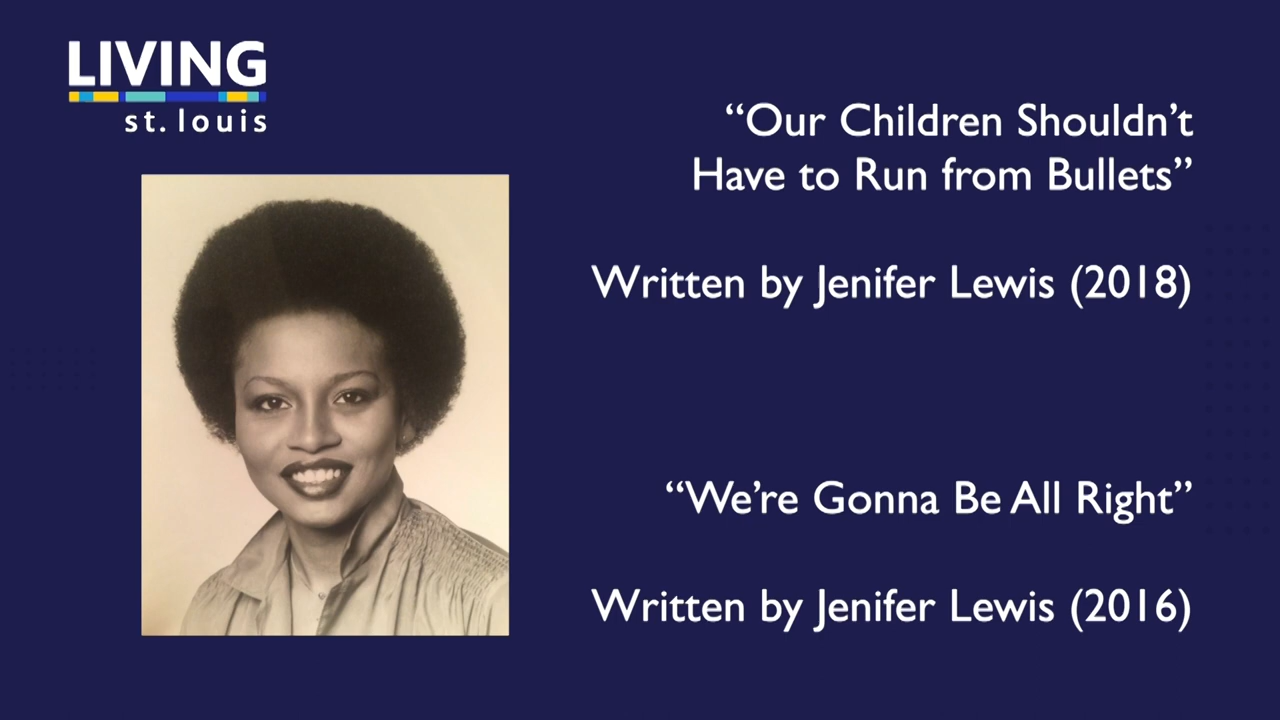 LIVING
st. louis
“Our Children Shouldn’t
Have to Run from Bullets”
Written by Jenifer Lewis (2018)
“We’re Gonna Be All Right”
Written by Jenifer Lewis (2016)